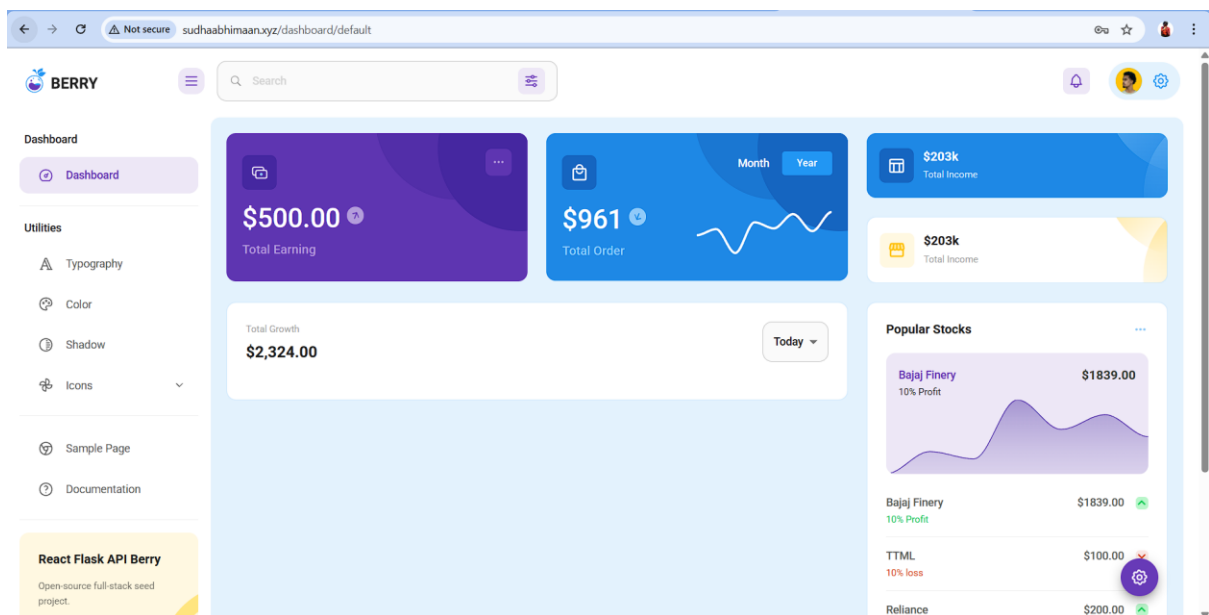 Not secure
sudhaabhimaan.xyz/dashboard/default
BERRY
Search
Dashboard
Dashboard
Utilities
Typography
Color
Shadow
Icons
Sample Page
Documentation
React Flask API Berry
Open-source full-stack seed
project.
$500.00
Total Earning
Month
Year
$961
Total Order
$203k
Total Income
$203k
Total Income
Total Growth
$2,324.00
Today
Popular Stocks
Bajaj Finery
$1839.00
10% Profit
Bajaj Finery
$1839.00
10% Profit
TTML
$100.00
10% loss
Reliance
$200.00